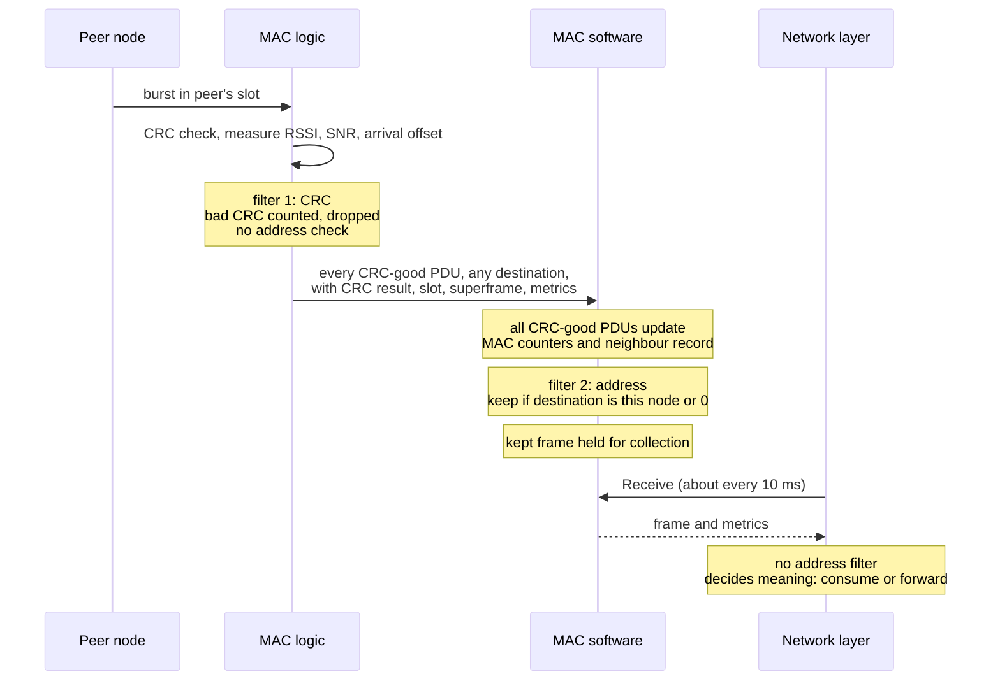 Peer node
MAC logic
MAC software
Network layer
burst in peer's slot
CRC check, measure RSSI, SNR, arrival offset
filter 1: CRC
bad CRC counted, dropped
no address check
every CRC-good PDU, any destination,
with CRC result, slot, superframe, metrics
all CRC-good PDUs update
MAC counters and neighbour record
filter 2: address
keep if destination is this node or 0
kept frame held for collection
Receive (about every 10 ms)
frame and metrics
no address filter
decides meaning: consume or forward
Peer node
MAC logic
MAC software
Network layer